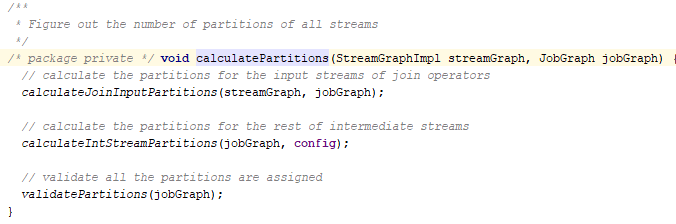 /**
 * Figure out the number of partitions of all streams
 */
/* package private */ void calculatePartitions(StreamGraphImpl streamGraph, JobGraph jobGraph) {
  // calculate the partitions for the input streams of join operators
  calculateJoinInputPartitions(streamGraph, jobGraph);

  // calculate the partitions for the rest of intermediate streams
  calculateIntStreamPartitions(jobGraph, config);

  // validate all the partitions are assigned
  validatePartitions(jobGraph);
}